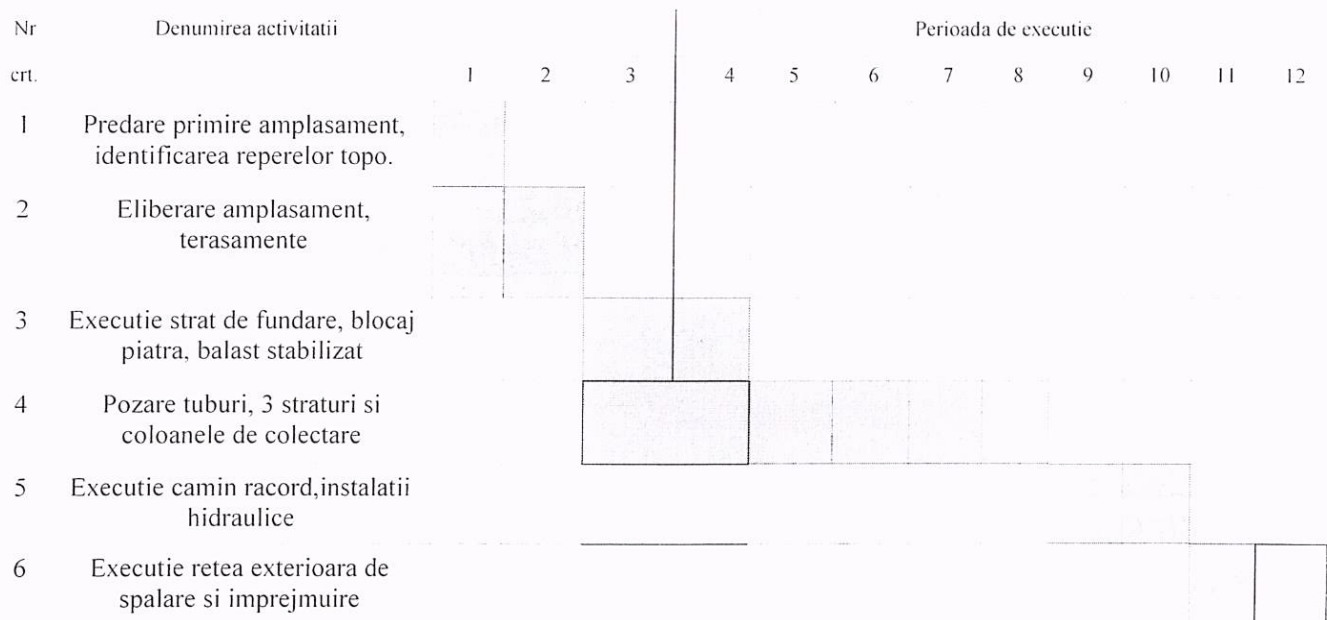 Nr Denumirea activitatii Perioada de executie
crt. 1 2 3 4 5 6 7 8 9 10 11 12
1 Predare primire amplasament,
identificarea reperelor topo.
2 Eliberare amplasament,
terasamente
3 Executie strat de fundare, blocaj
piatra, balast stabilizat
4 Pozare tuburi, 3 straturi si
coloanele de colectare
5 Executie camin racord,instalatii
hidraulice
6 Executie retea exterioara de
spalare si imprejmuire